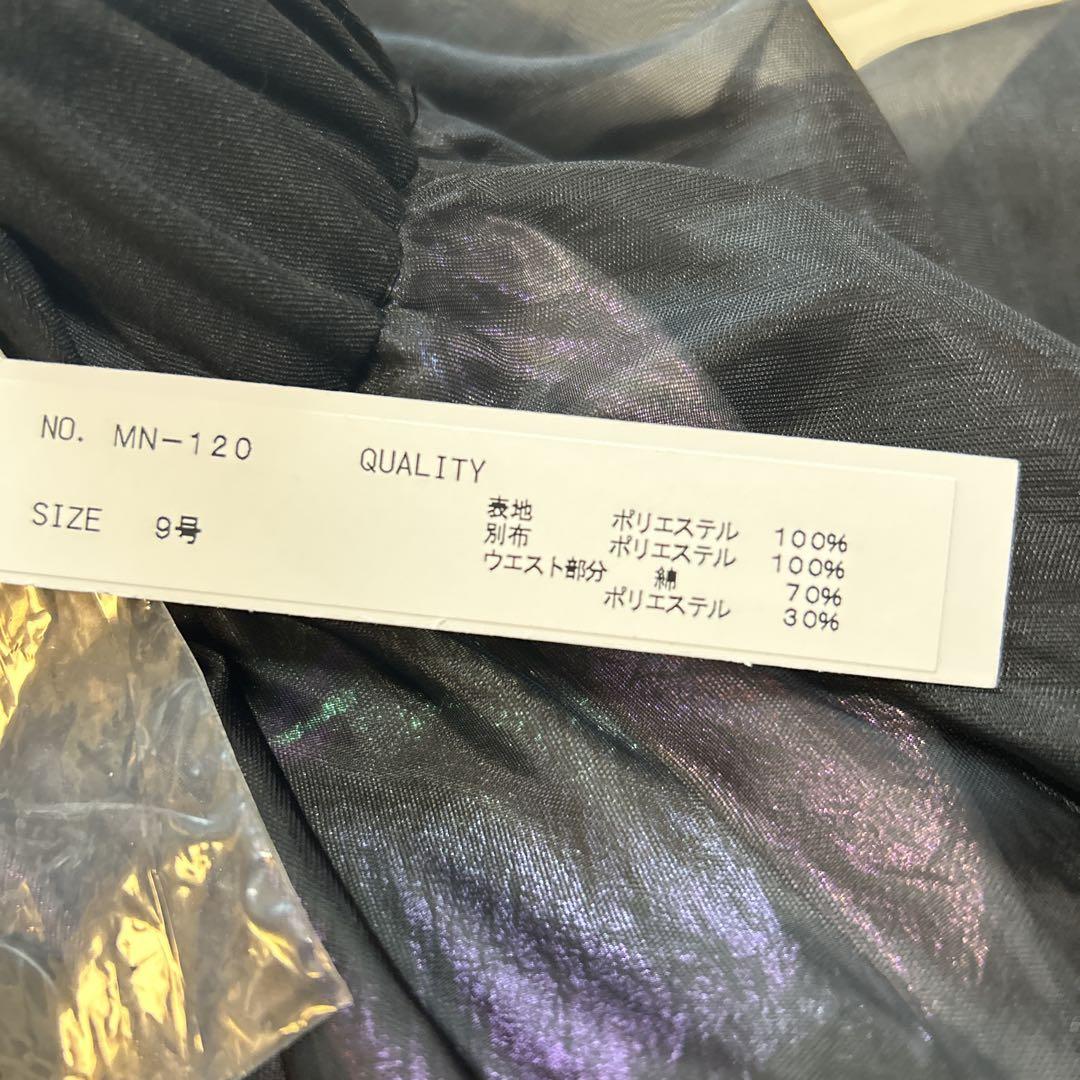 NO. MN-120
QUALITY
SIZE 9号
表地 ポリエステル 100%
別布 ポリエステル 100%
ウエスト部分 綿 70%
ポリエステル 30%